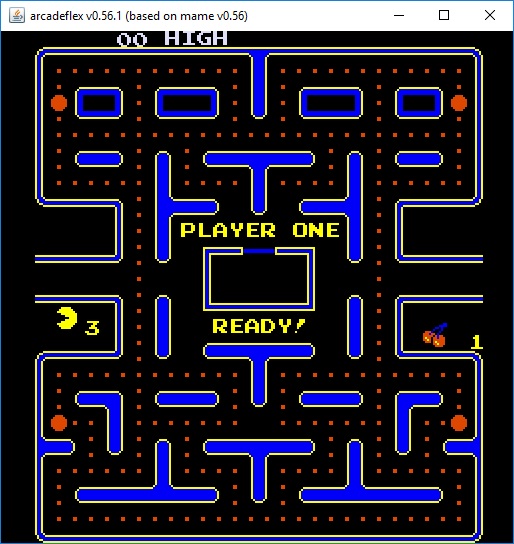 arcadeflex v0.56.1 (based on mame v0.56)
00 HIGH
PLAYER ONE
3
READY!
1